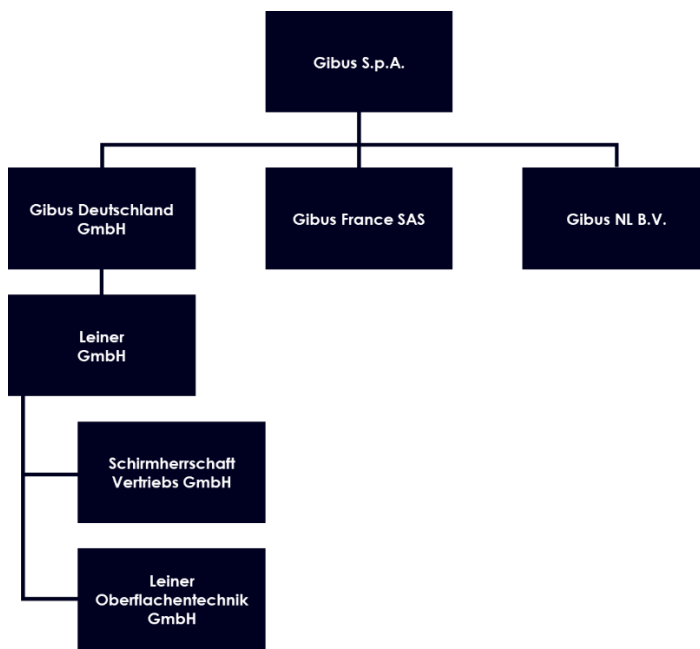 Gibus S.p.A.
Gibus Deutschland
GmbH
Gibus France SAS
Gibus NL B.V.
Leiner
GmbH
Schirmherrschaft
Vertriebs GmbH
Leiner
Oberflachentechnik
GmbH